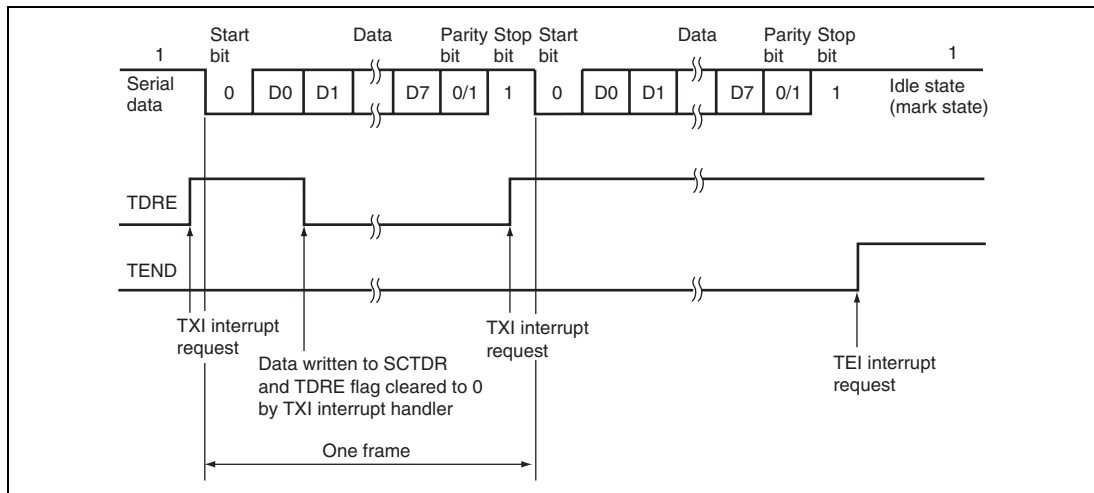 Start bit
Data
Parity bit
Stop bit
Start bit
Data
Parity bit
Stop bit
1
1
Serial data
0
D0
D1
D7
0/1
1
0
D0
D1
D7
0/1
1
Idle state
(mark state)
TDRE
TEND
TXI interrupt
request
Data written to SCTDR
and TDRE flag cleared to 0
by TXI interrupt handler
TXI interrupt
request
TEI interrupt
request
One frame